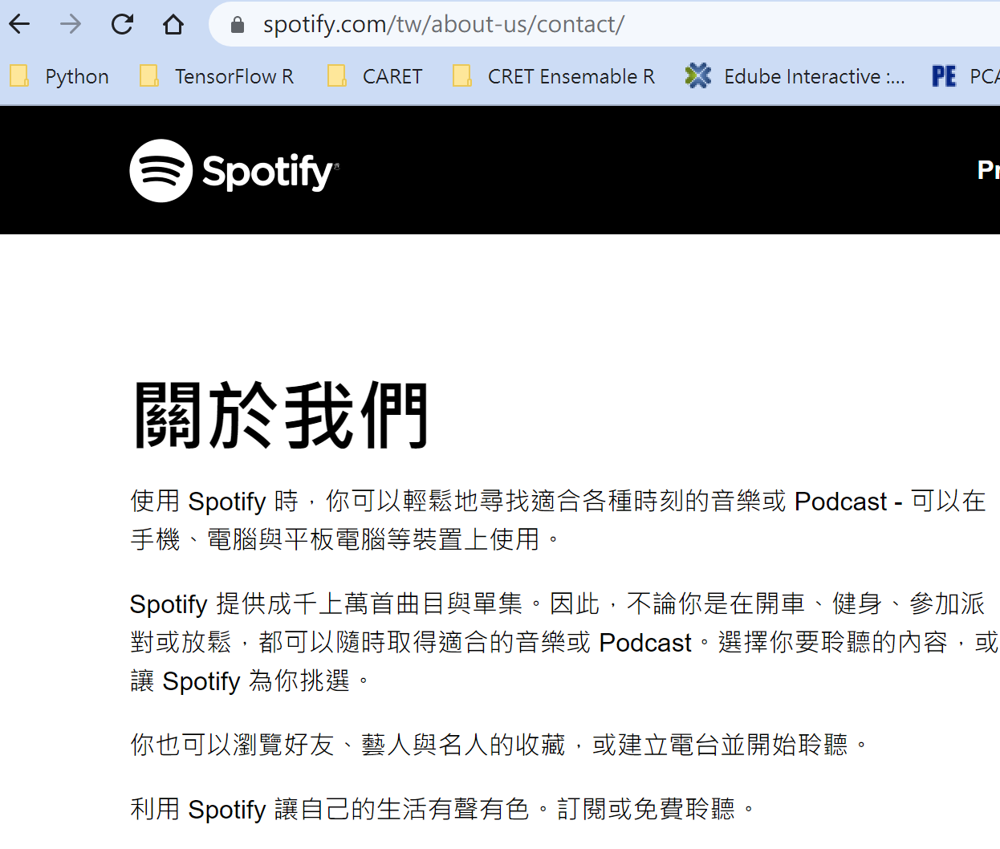 spotify.com/tw/about-us/contact/
Python TensorFlow R CARET CRET Ensemable R Edube Interactive :... PE PCA
Spotify Pr
關於我們
使用 Spotify 時，你可以輕鬆地尋找適合各種時刻的音樂或 Podcast - 可以在
手機、電腦與平板電腦等裝置上使用。
Spotify 提供成千上萬首曲目與單集。因此，不論你是在開車、健身、參加派
對或放鬆，都可以隨時取得適合的音樂或 Podcast。選擇你要聆聽的內容，或
讓 Spotify 為你挑選。
你也可以瀏覽好友、藝人與名人的收藏，或建立電台並開始聆聽。
利用 Spotify 讓自己的生活有聲有色。訂閱或免費聆聽。